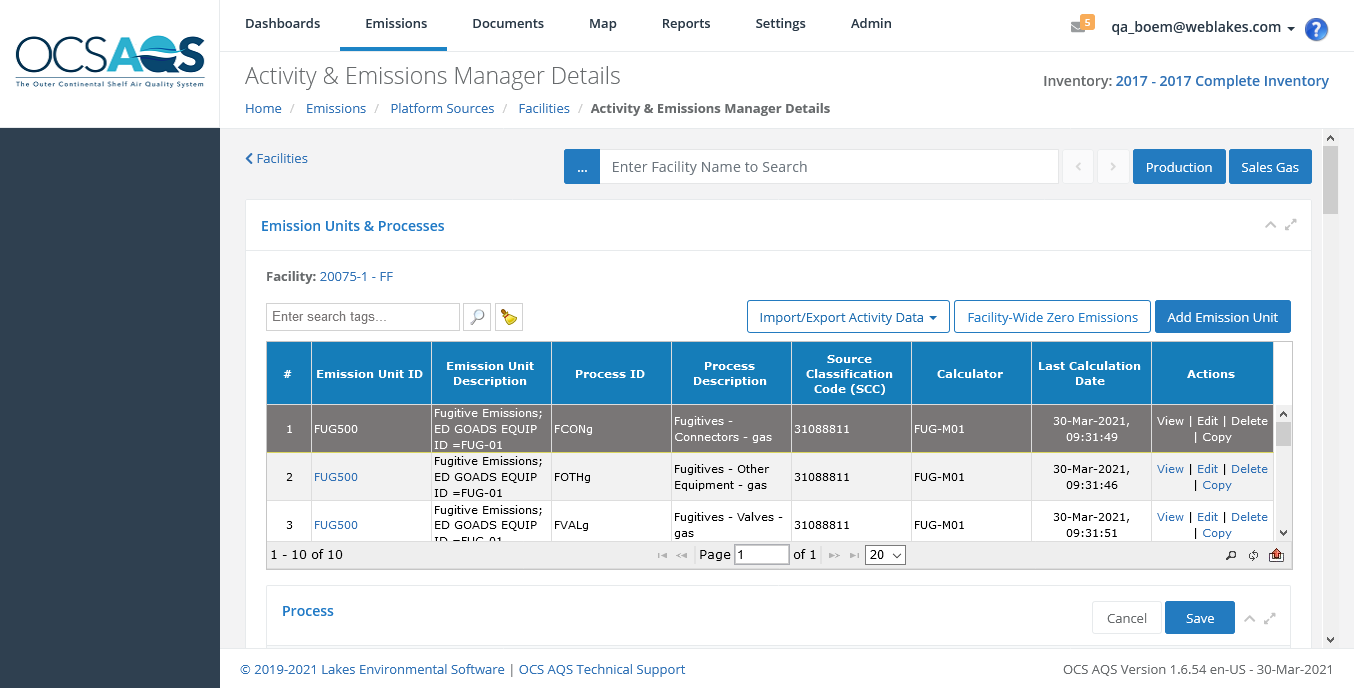 OCSAQS
The Outer Continental Shelf Air Quality System
Dashboards Emissions Documents Map Reports Settings Admin
5 qa_boem@weblakes.com ?
Activity & Emissions Manager Details
Inventory: 2017 - 2017 Complete Inventory
Home / Emissions / Platform Sources / Facilities / Activity & Emissions Manager Details
Facilities
... Enter Facility Name to Search Production Sales Gas
Emission Units & Processes
Facility: 20075-1 - FF
Enter search tags... Import/Export Activity Data Facility-Wide Zero Emissions Add Emission Unit
# Emission Unit ID Emission Unit Description Process ID Process Description Source Classification Code (SCC) Calculator Last Calculation Date Actions
1 FUG500 Fugitive Emissions; ED GOADS EQUIP ID =FUG-01 FCONg Fugitives - Connectors - gas 31088811 FUG-M01 30-Mar-2021, 09:31:49 View | Edit | Delete | Copy
2 FUG500 Fugitive Emissions; ED GOADS EQUIP ID =FUG-01 FOTHg Fugitives - Other Equipment - gas 31088811 FUG-M01 30-Mar-2021, 09:31:46 View | Edit | Delete | Copy
3 FUG500 Fugitive Emissions; ED GOADS EQUIP ID =FUG-01 FVALg Fugitives - Valves - gas 31088811 FUG-M01 30-Mar-2021, 09:31:51 View | Edit | Delete | Copy
1 - 10 of 10 Page 1 of 1 20
Process Cancel Save
© 2019-2021 Lakes Environmental Software | OCS AQS Technical Support
OCS AQS Version 1.6.54 en-US - 30-Mar-2021